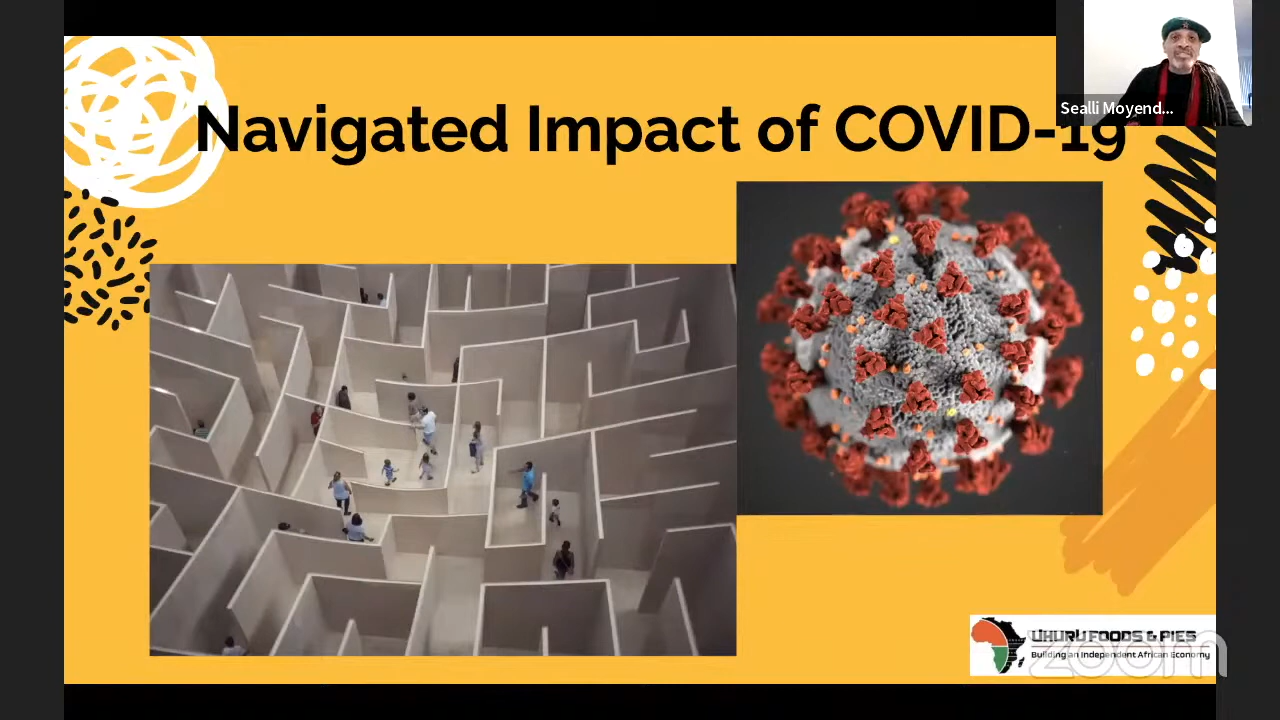 Navigated Impact of COVID-19
Sealli Moyend...
UHURU FOODS & PIES
Building an Independent African Economy
zoom